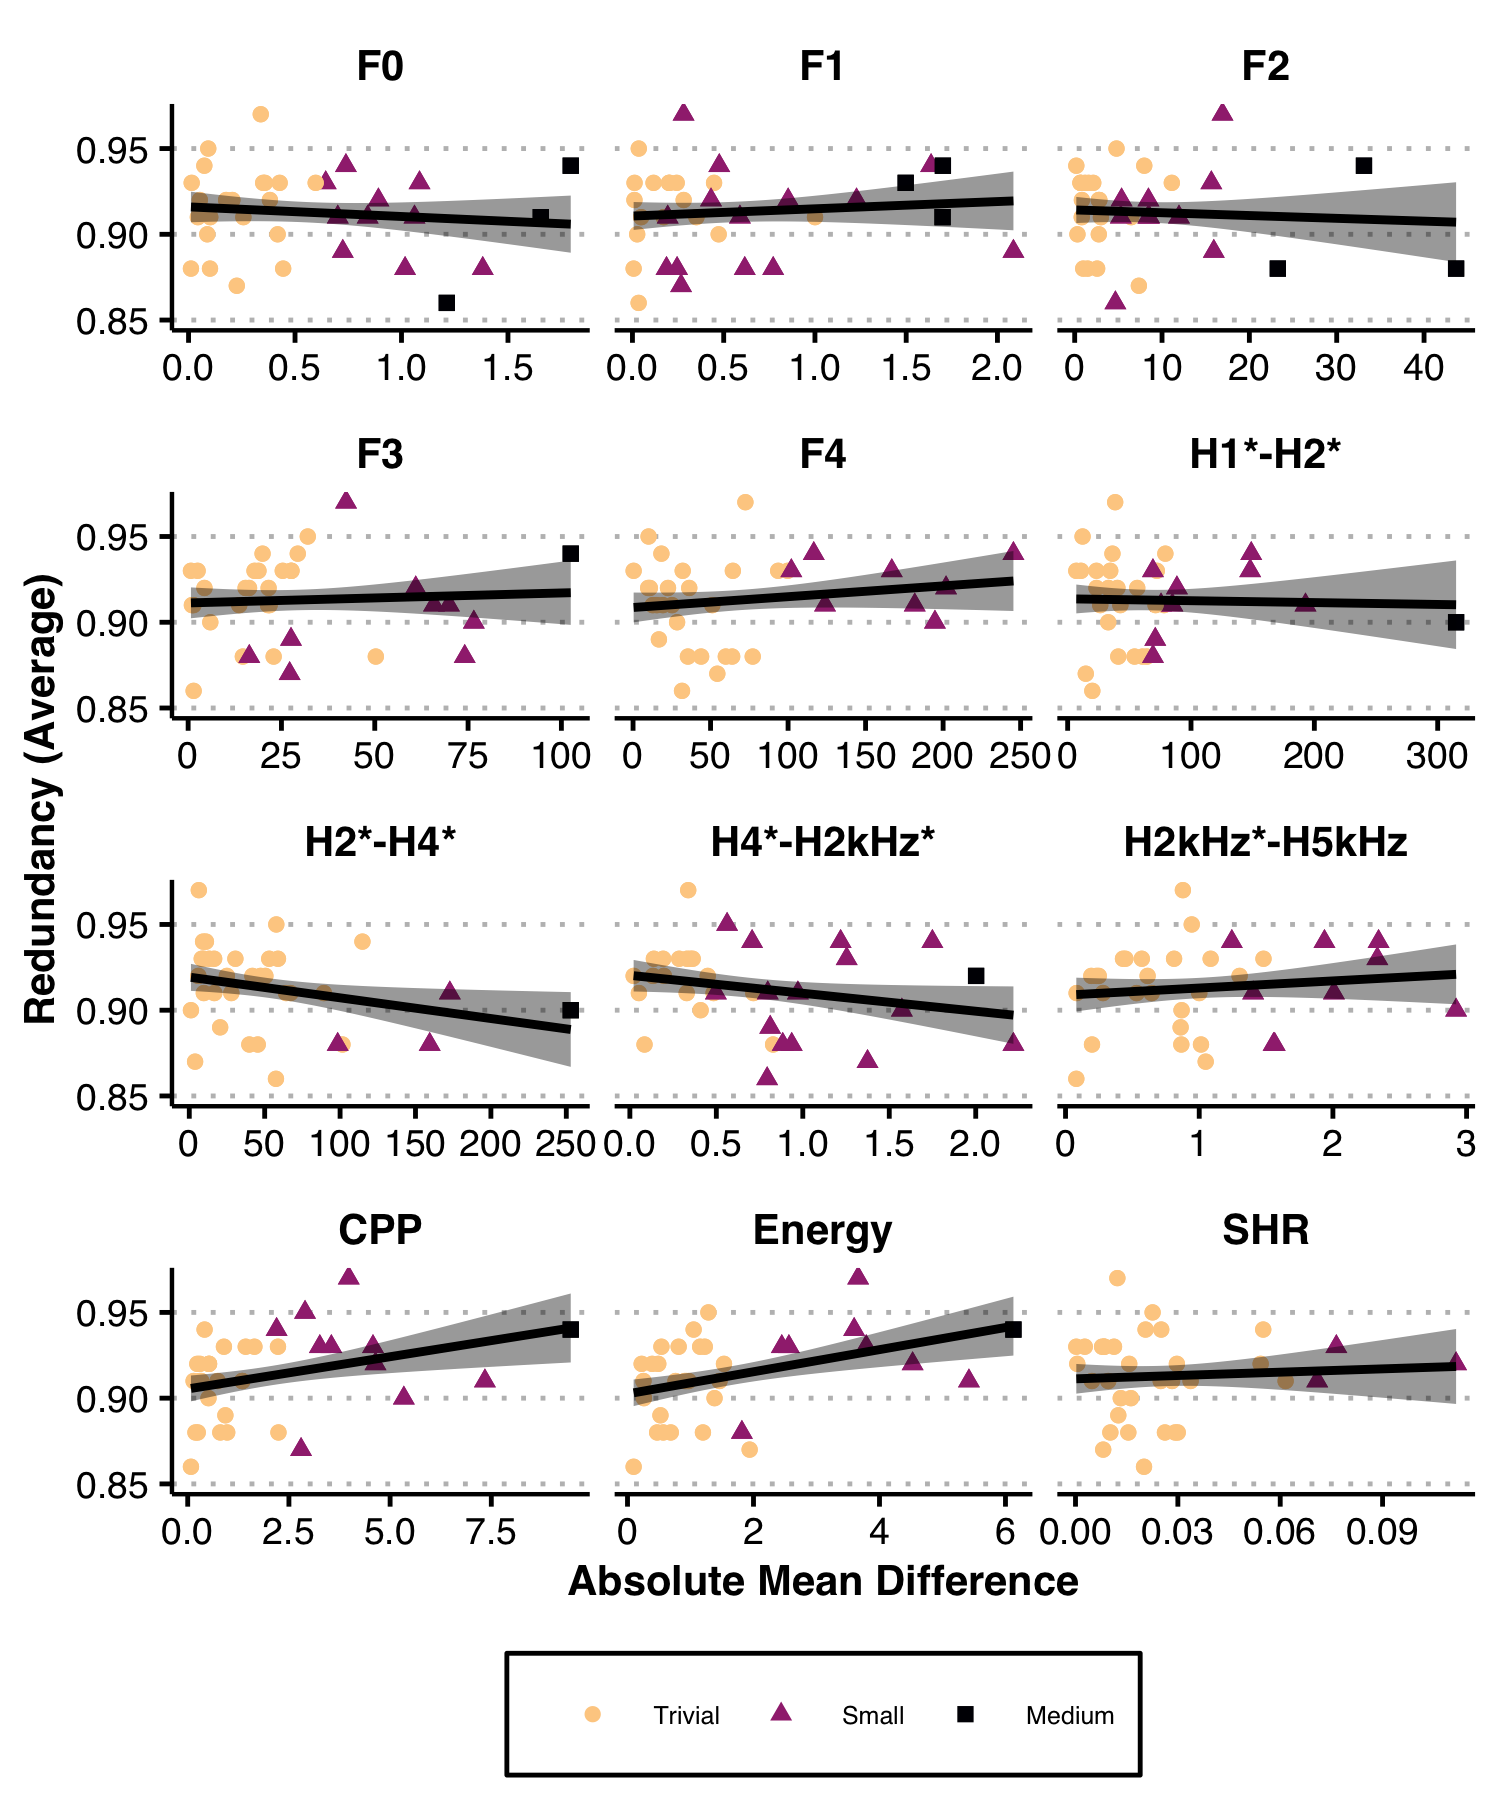 F0 F1 F2
0.95
0.90
0.85
0.0 0.5 1.0 1.5 0.0 0.5 1.0 1.5 2.0 0 10 20 30 40
F3 F4 H1*-H2*
0.95
0.90
0.85
0 25 50 75 100 0 50 100 150 200 250 0 100 200 300
H2*-H4* H4*-H2kHz* H2kHz*-H5kHz
0.95
0.90
0.85
0 50 100 150 200 250 0.0 0.5 1.0 1.5 2.0 0 1 2 3
CPP Energy SHR
0.95
0.90
0.85
0.0 2.5 5.0 7.5 0 2 4 6 0.00 0.03 0.06 0.09
Redundancy (Average)
Absolute Mean Difference
Trivial Small Medium